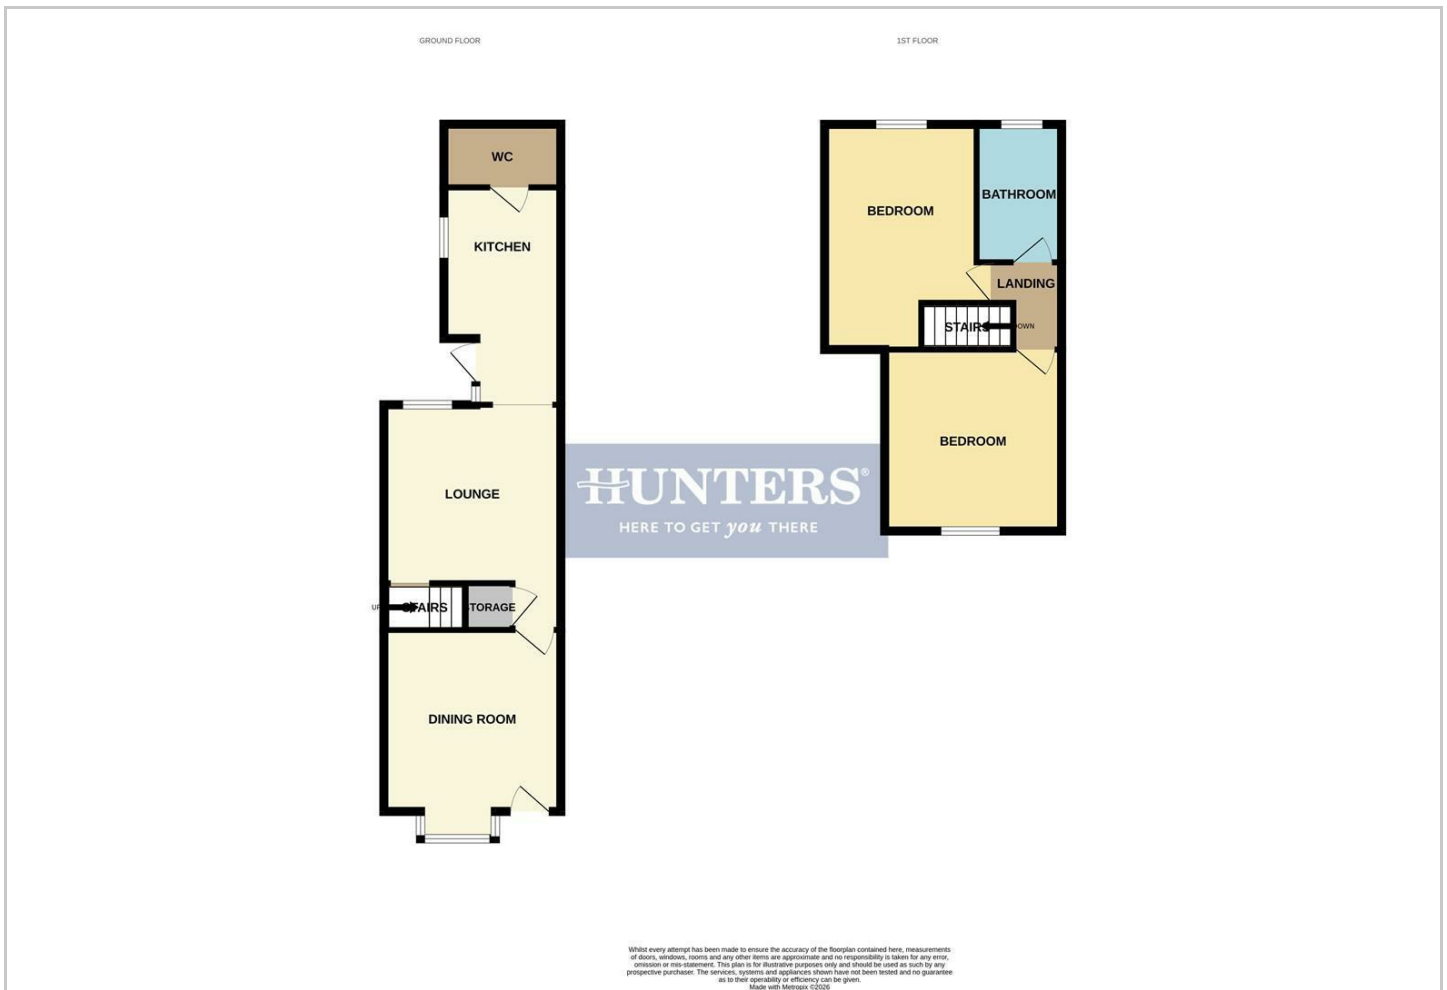 GROUND FLOOR
1ST FLOOR
WC
KITCHEN
LOUNGE
UP
STAIRS
STORAGE
DINING ROOM
BEDROOM
BATHROOM
LANDING
STAIRS
DOWN
BEDROOM
HUNTERS®
HERE TO GET you THERE
Whilst every attempt has been made to ensure the accuracy of the floorplan contained here, measurements
of doors, windows, rooms and any other items are approximate and no responsibility is taken for any error,
omission or mis-statement. This plan is for illustrative purposes only and should be used as such by any
prospective purchaser. The services, systems and appliances shown have not been tested and no guarantee
as to their operability or efficiency can be given.
Made with Metropix ©2026